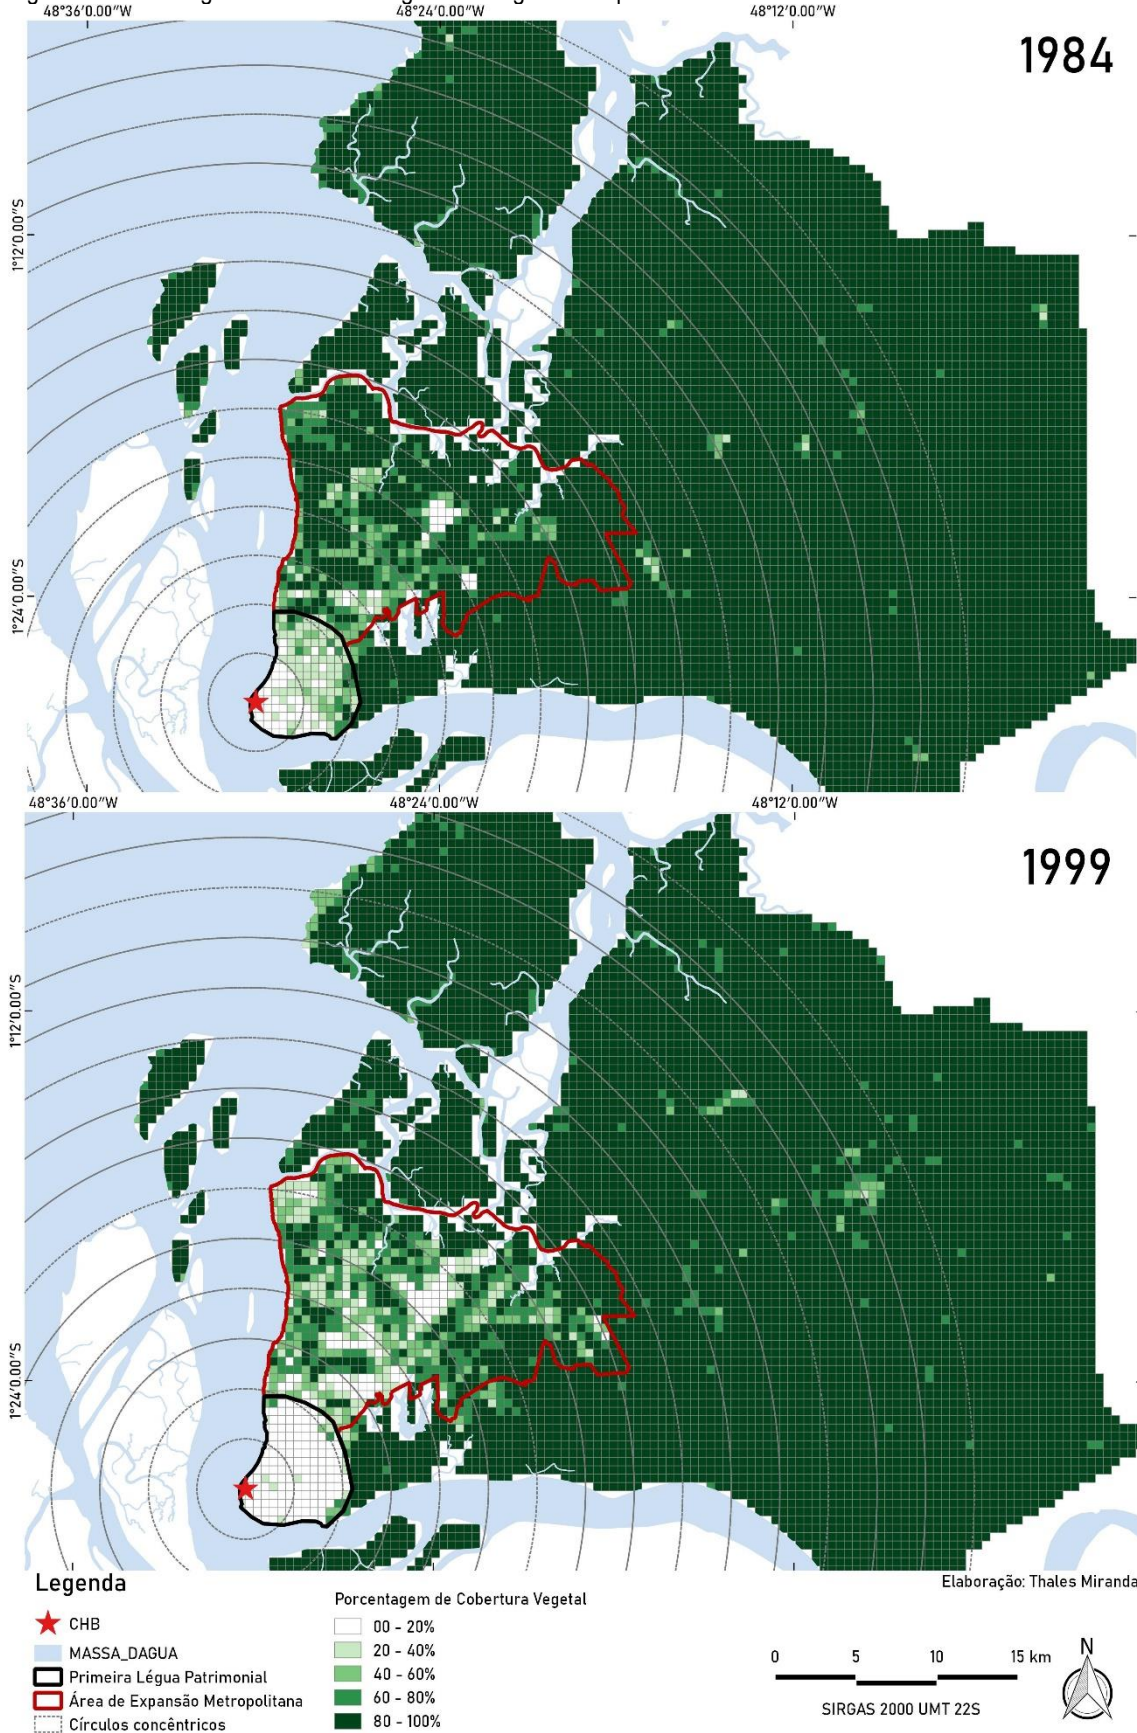 48°36′0.00″W 48°24′0.00″W 48°12′0.00″W
1984
1°12′0.00″S
1°24′0.00″S
48°36′0.00″W 48°24′0.00″W 48°12′0.00″W
1999
1°12′0.00″S
1°24′0.00″S
Legenda
CHB
MASSA_DAGUA
Primeira Légua Patrimonial
Área de Expansão Metropolitana
Círculos concêntricos
Porcentagem de Cobertura Vegetal
00 - 20%
20 - 40%
40 - 60%
60 - 80%
80 - 100%
Elaboração: Thales Miranda
0 5 10 15 km
SIRGAS 2000 UMT 22S
N